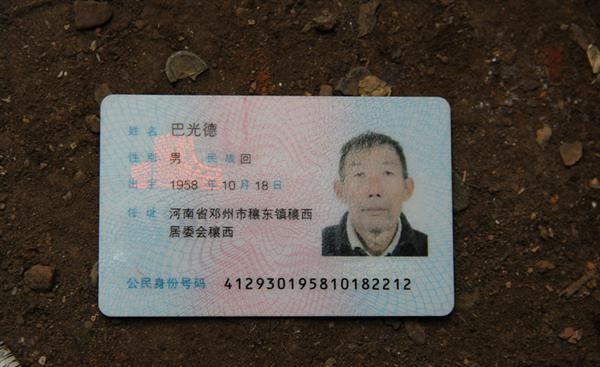 姓名 巴光德
性别 男 民族 回
出生 1958 年 10 月 18 日
住址 河南省邓州市穰东镇穰西
居委会穰西
公民身份号码 412930195810182212